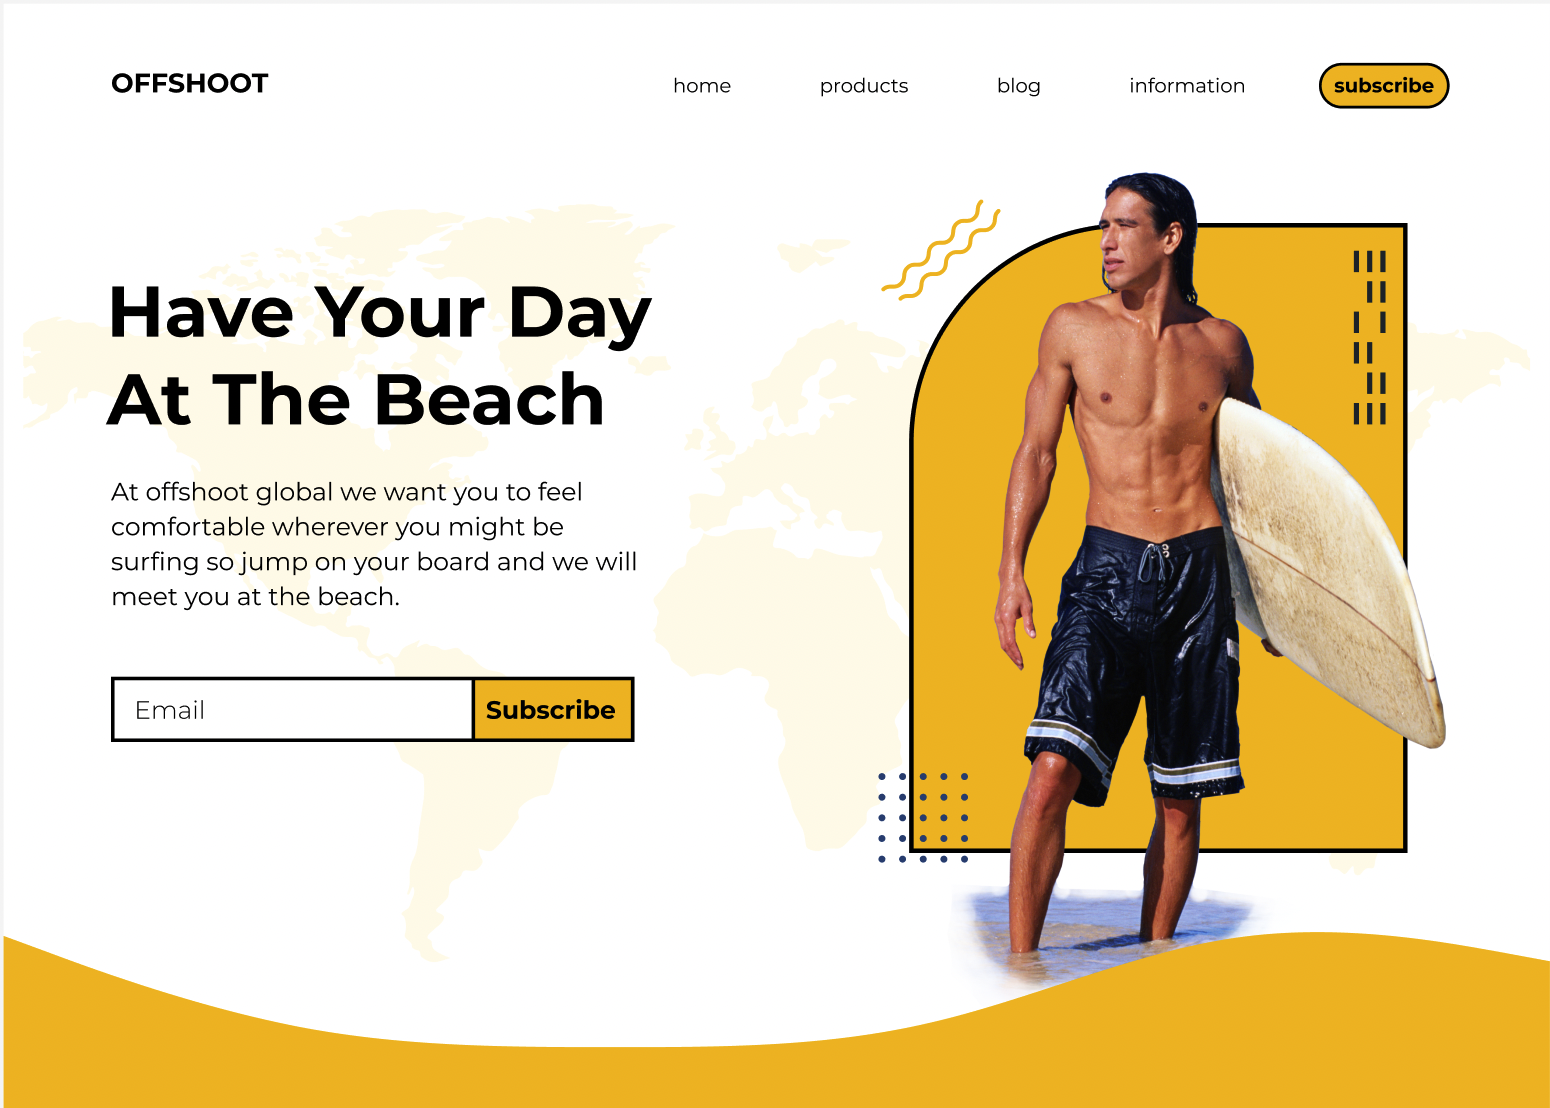 OFFSHOOT
home products blog information subscribe
Have Your Day
At The Beach
At offshoot global we want you to feel
comfortable wherever you might be
surfing so jump on your board and we will
meet you at the beach.
Email Subscribe